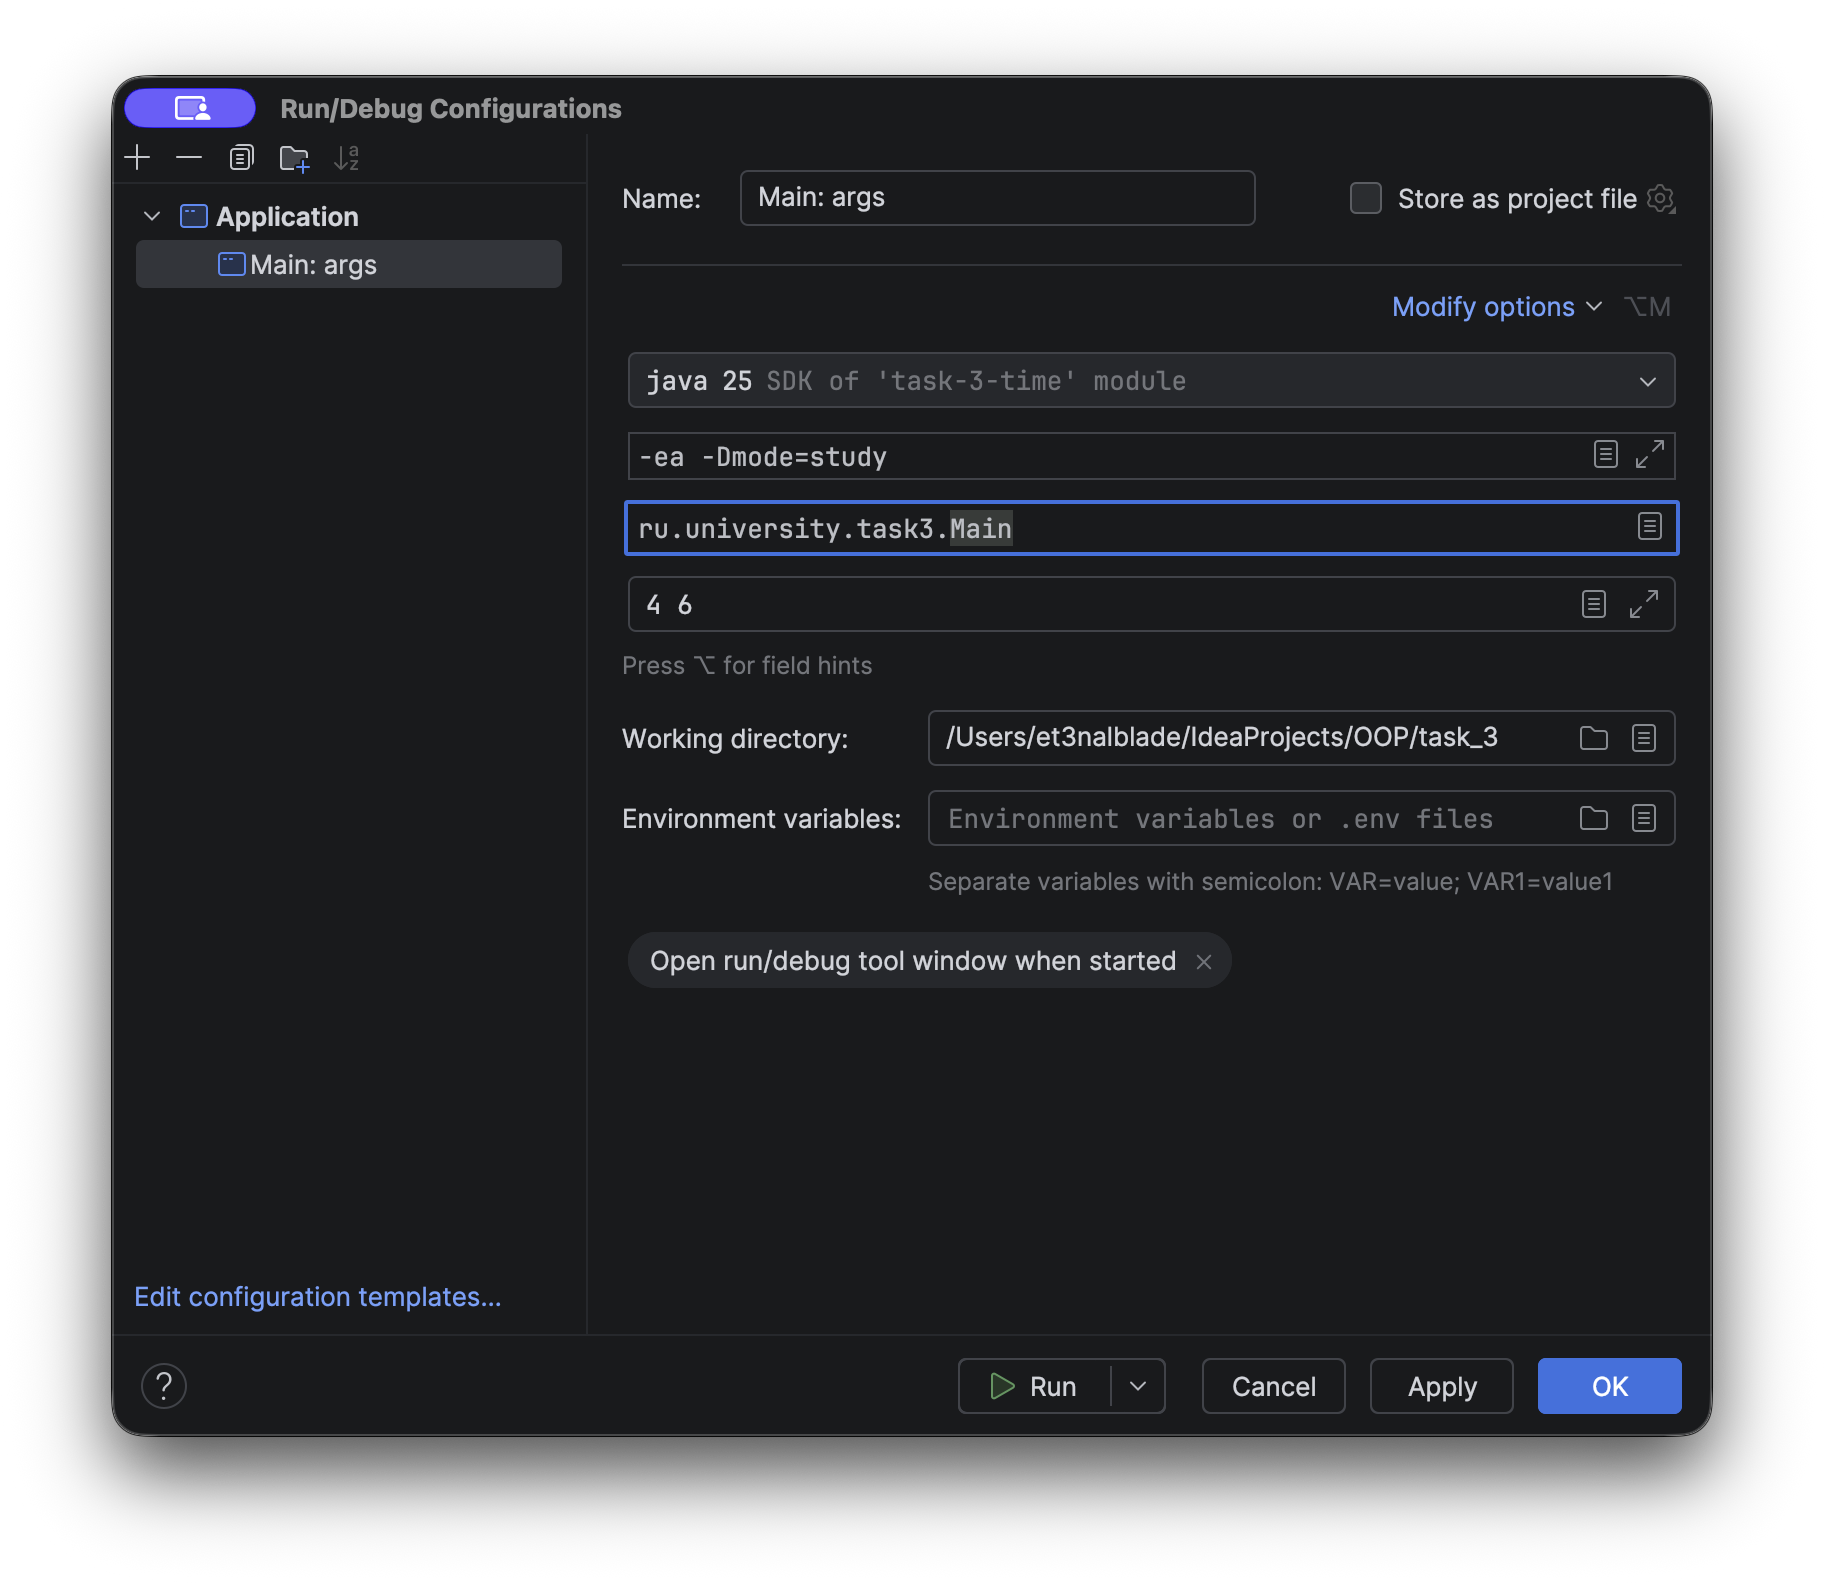 Run/Debug Configurations
Application
Main: args
Edit configuration templates...
Name: Main: args Store as project file
Modify options ⌥M
java 25 SDK of 'task-3-time' module
-ea -Dmode=study
ru.university.task3.Main
4 6
Press ⌥ for field hints
Working directory: /Users/et3nalblade/IdeaProjects/OOP/task_3
Environment variables: Environment variables or .env files
Separate variables with semicolon: VAR=value; VAR1=value1
Open run/debug tool window when started
? Run Cancel Apply OK